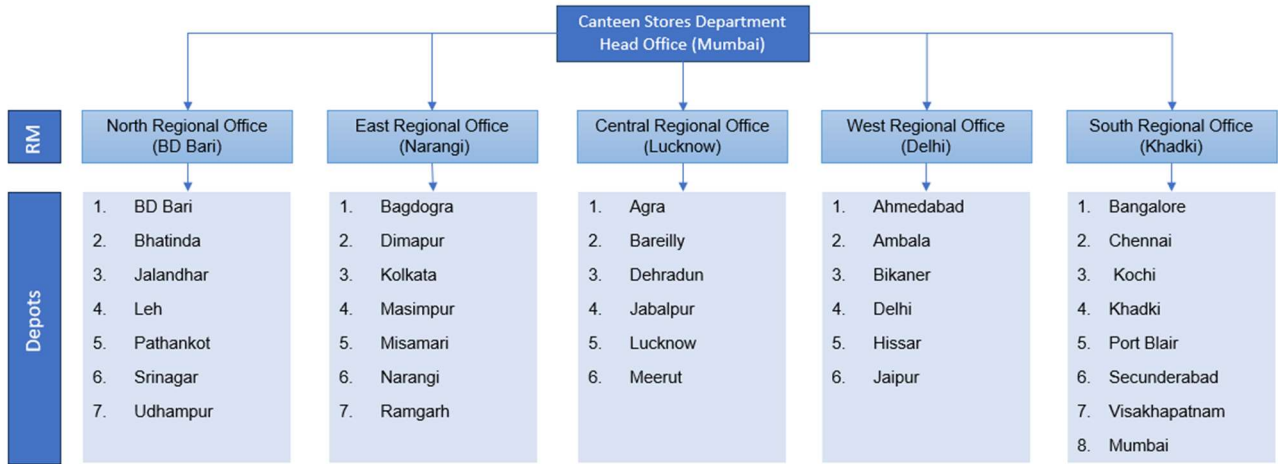 Canteen Stores Department
Head Office (Mumbai)
RM
North Regional Office
(BD Bari)
East Regional Office
(Narangi)
Central Regional Office
(Lucknow)
West Regional Office
(Delhi)
South Regional Office
(Khadki)
Depots
1. BD Bari
2. Bhatinda
3. Jalandhar
4. Leh
5. Pathankot
6. Srinagar
7. Udhampur
1. Bagdogra
2. Dimapur
3. Kolkata
4. Masimpur
5. Misamari
6. Narangi
7. Ramgarh
1. Agra
2. Bareilly
3. Dehradun
4. Jabalpur
5. Lucknow
6. Meerut
1. Ahmedabad
2. Ambala
3. Bikaner
4. Delhi
5. Hissar
6. Jaipur
1. Bangalore
2. Chennai
3. Kochi
4. Khadki
5. Port Blair
6. Secunderabad
7. Visakhapatnam
8. Mumbai